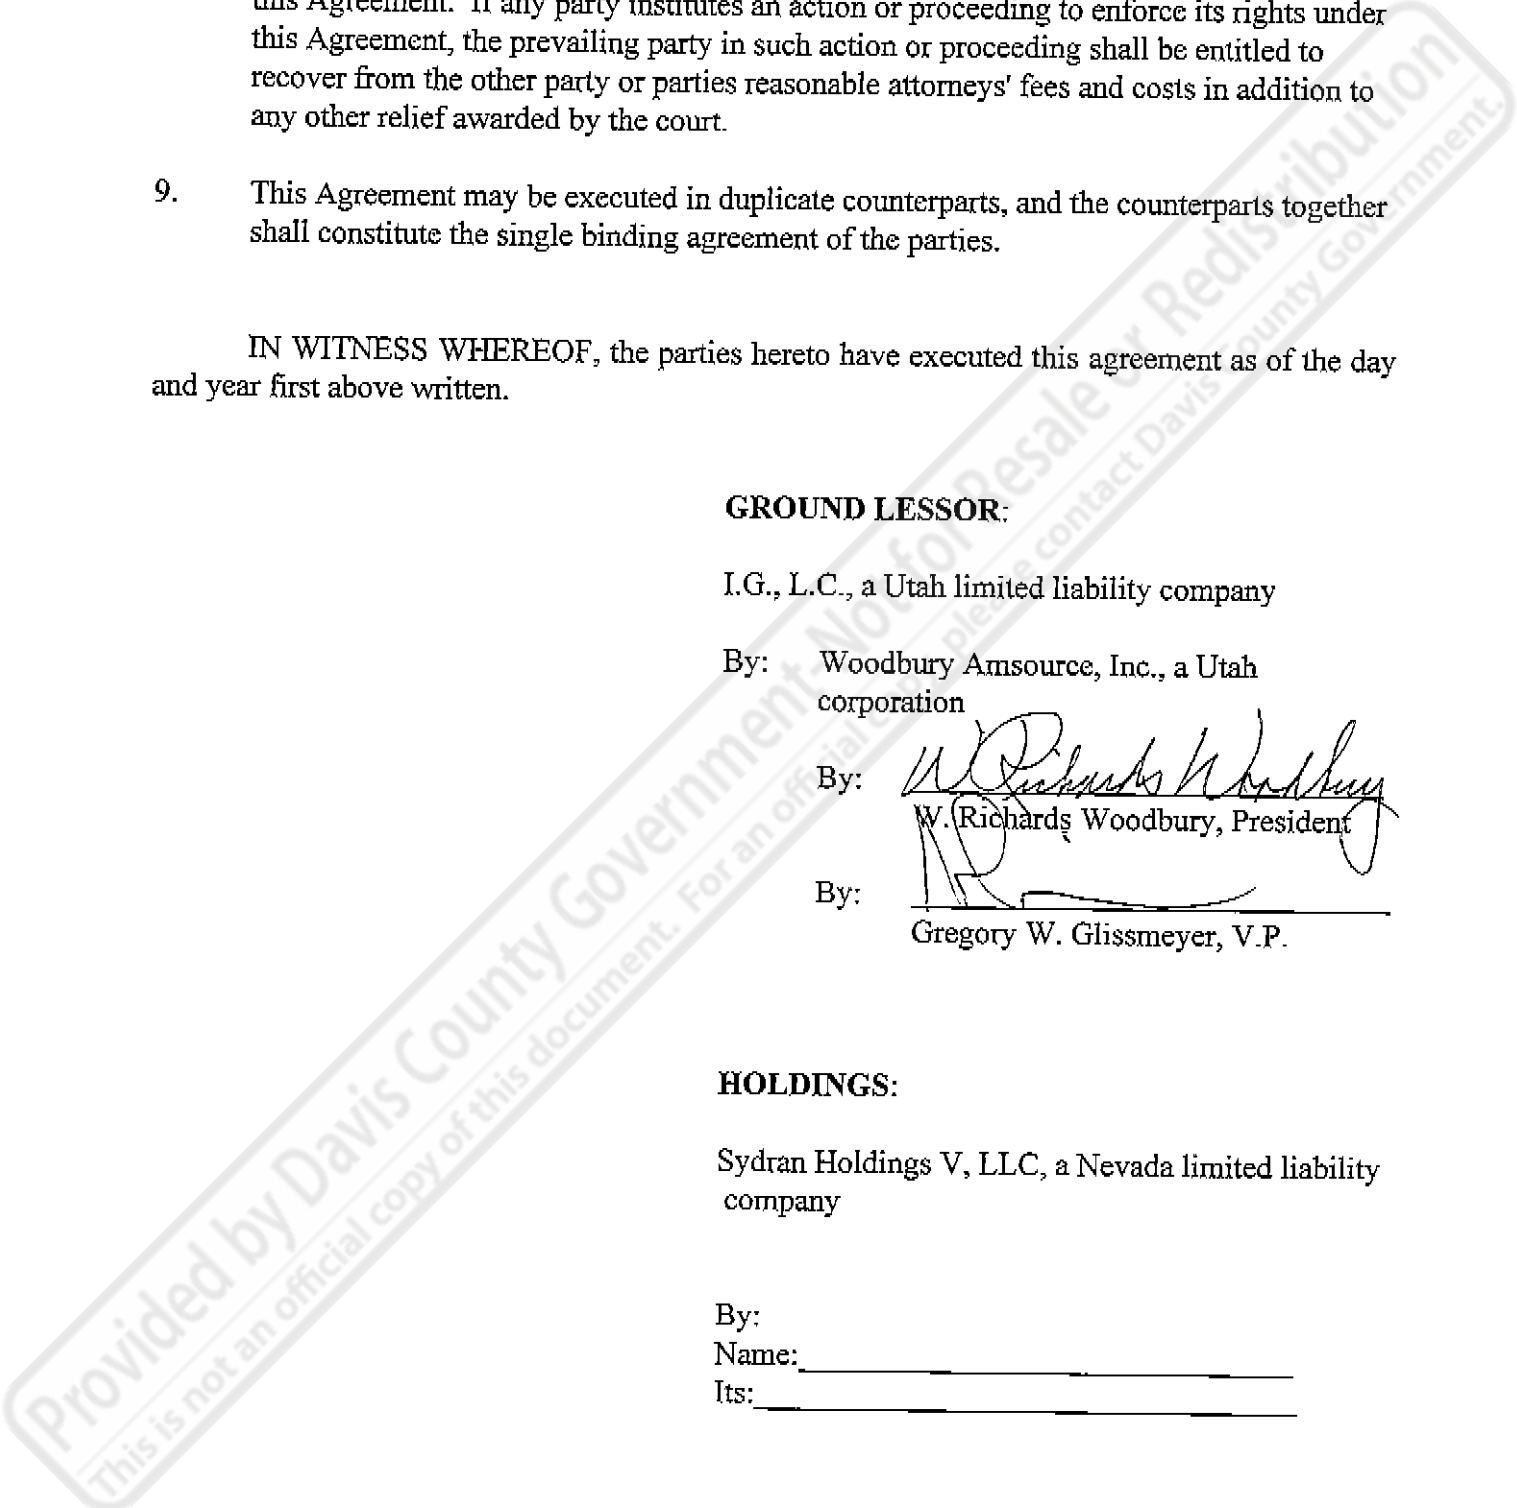 this Agreement. If any party institutes an action or proceeding to enforce its rights under
this Agreement, the prevailing party in such action or proceeding shall be entitled to
recover from the other party or parties reasonable attorneys' fees and costs in addition to
any other relief awarded by the court.
9. This Agreement may be executed in duplicate counterparts, and the counterparts together
shall constitute the single binding agreement of the parties.
IN WITNESS WHEREOF, the parties hereto have executed this agreement as of the day
and year first above written.
GROUND LESSOR:
I.G., L.C., a Utah limited liability company
By: Woodbury Amsource, Inc., a Utah
corporation
By: W Richards Woodbury
W. Richards Woodbury, President
By:
Gregory W. Glissmeyer, V.P.
HOLDINGS:
Sydran Holdings V, LLC, a Nevada limited liability
company
By:
Name:
Its:
Provided by Davis County Government-Not for Resale or Redistribution
This is not an official copy of this document. For an official copy, please contact Davis County Government.